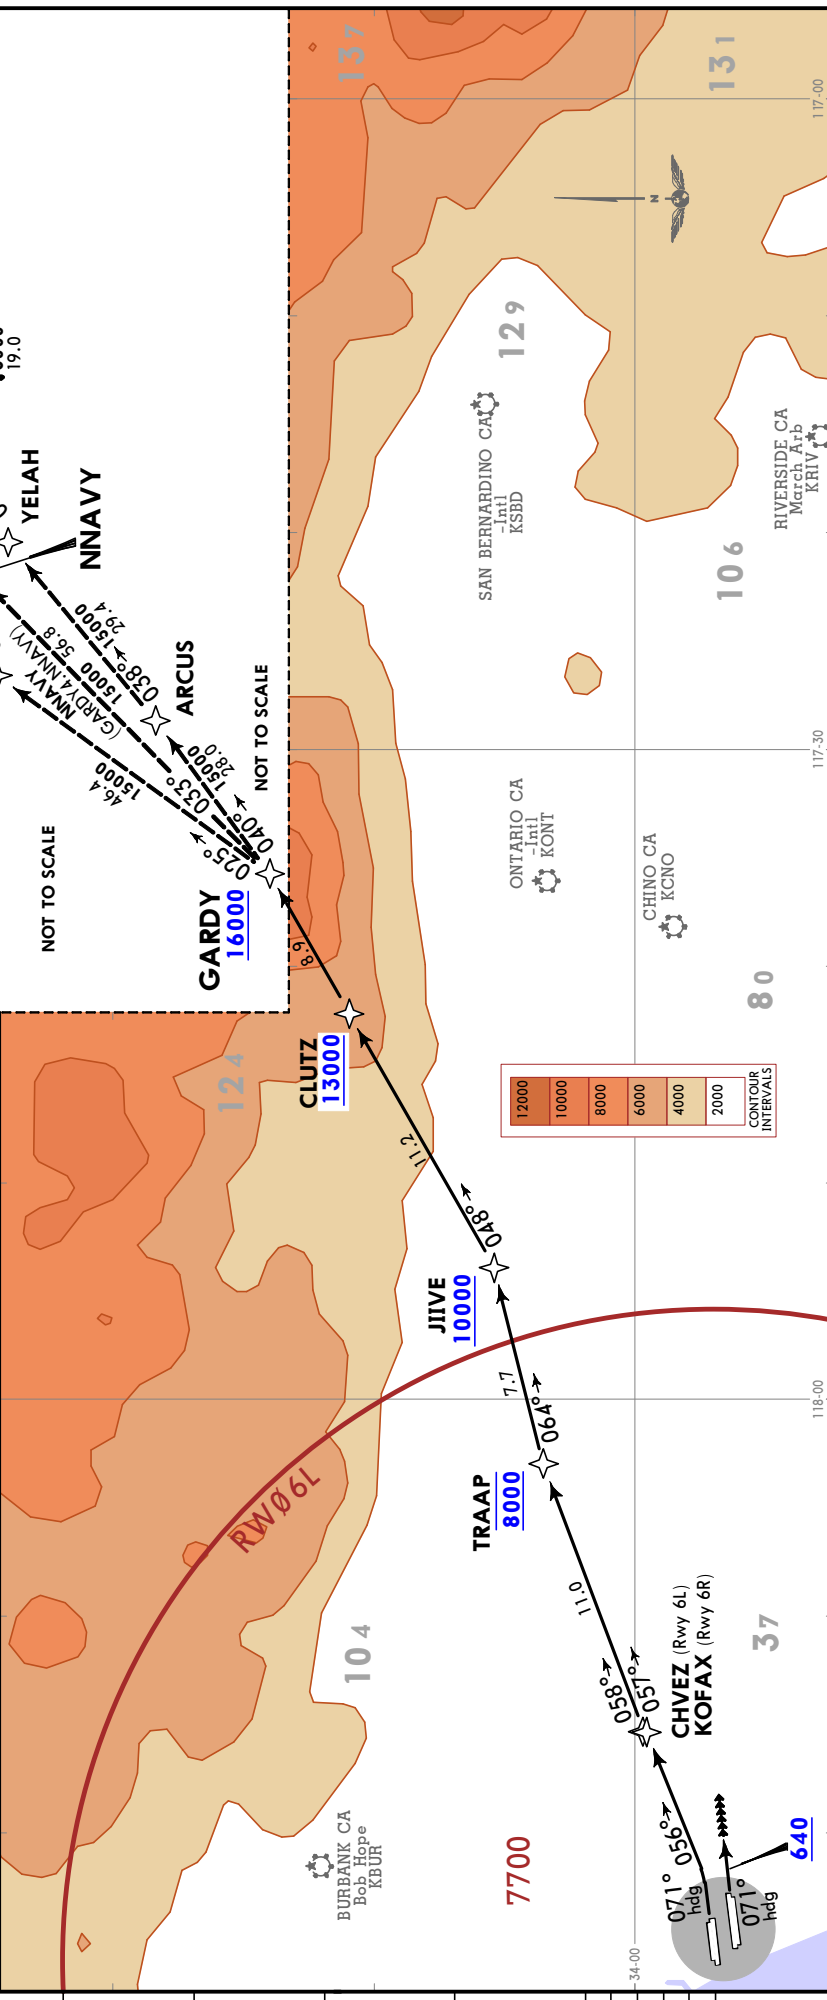 19.0
YELAH
NNAVY
038°
15000
29.4
NNAVY
(GARDY4.NNAVY)
033°
15000
56.8
15000
46.4
025°
040°
15000
28.0
ARCUS
NOT TO SCALE
NOT TO SCALE
GARDY
16000
8.9
CLUTZ
13000
11.2
048°
JIIVE
10000
7.7
064°
TRAAP
8000
11.0
058°
057°
CHVEZ (Rwy 6L)
KOFAX (Rwy 6R)
056°
071°
hdg
071°
hdg
640
RWØ6L
7700
137
131
129
106
124
80
104
37
N
117-00
117-30
118-00
34-00
SAN BERNARDINO CA
-Intl
KSBD
RIVERSIDE CA
March Arb
KRIV
ONTARIO CA
-Intl
KONT
CHINO CA
KCNO
BURBANK CA
Bob Hope
KBUR
12000
10000
8000
6000
4000
2000
CONTOUR
INTERVALS